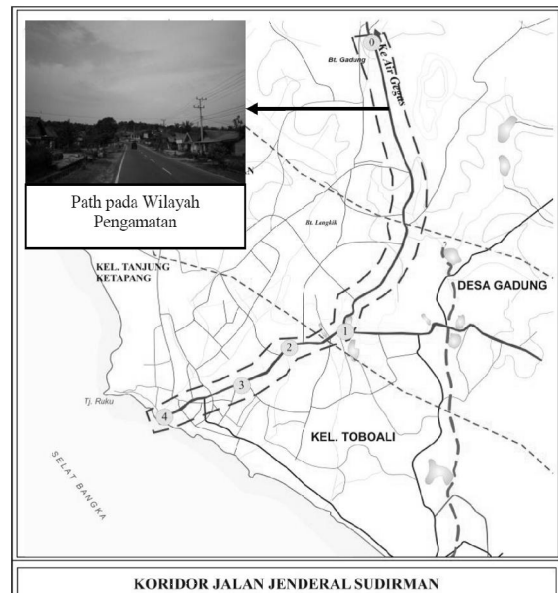 0
Bt. Gadung
Ke Air Gegas
Path pada Wilayah
Pengamatan
AN
Bt. Langkik
KEL. TANJUNG
KETAPANG
DESA GADUNG
1
2
3
4
Tj. Ruku
KEL. TOBOALI
SELAT BANGKA
KORIDOR JALAN JENDERAL SUDIRMAN